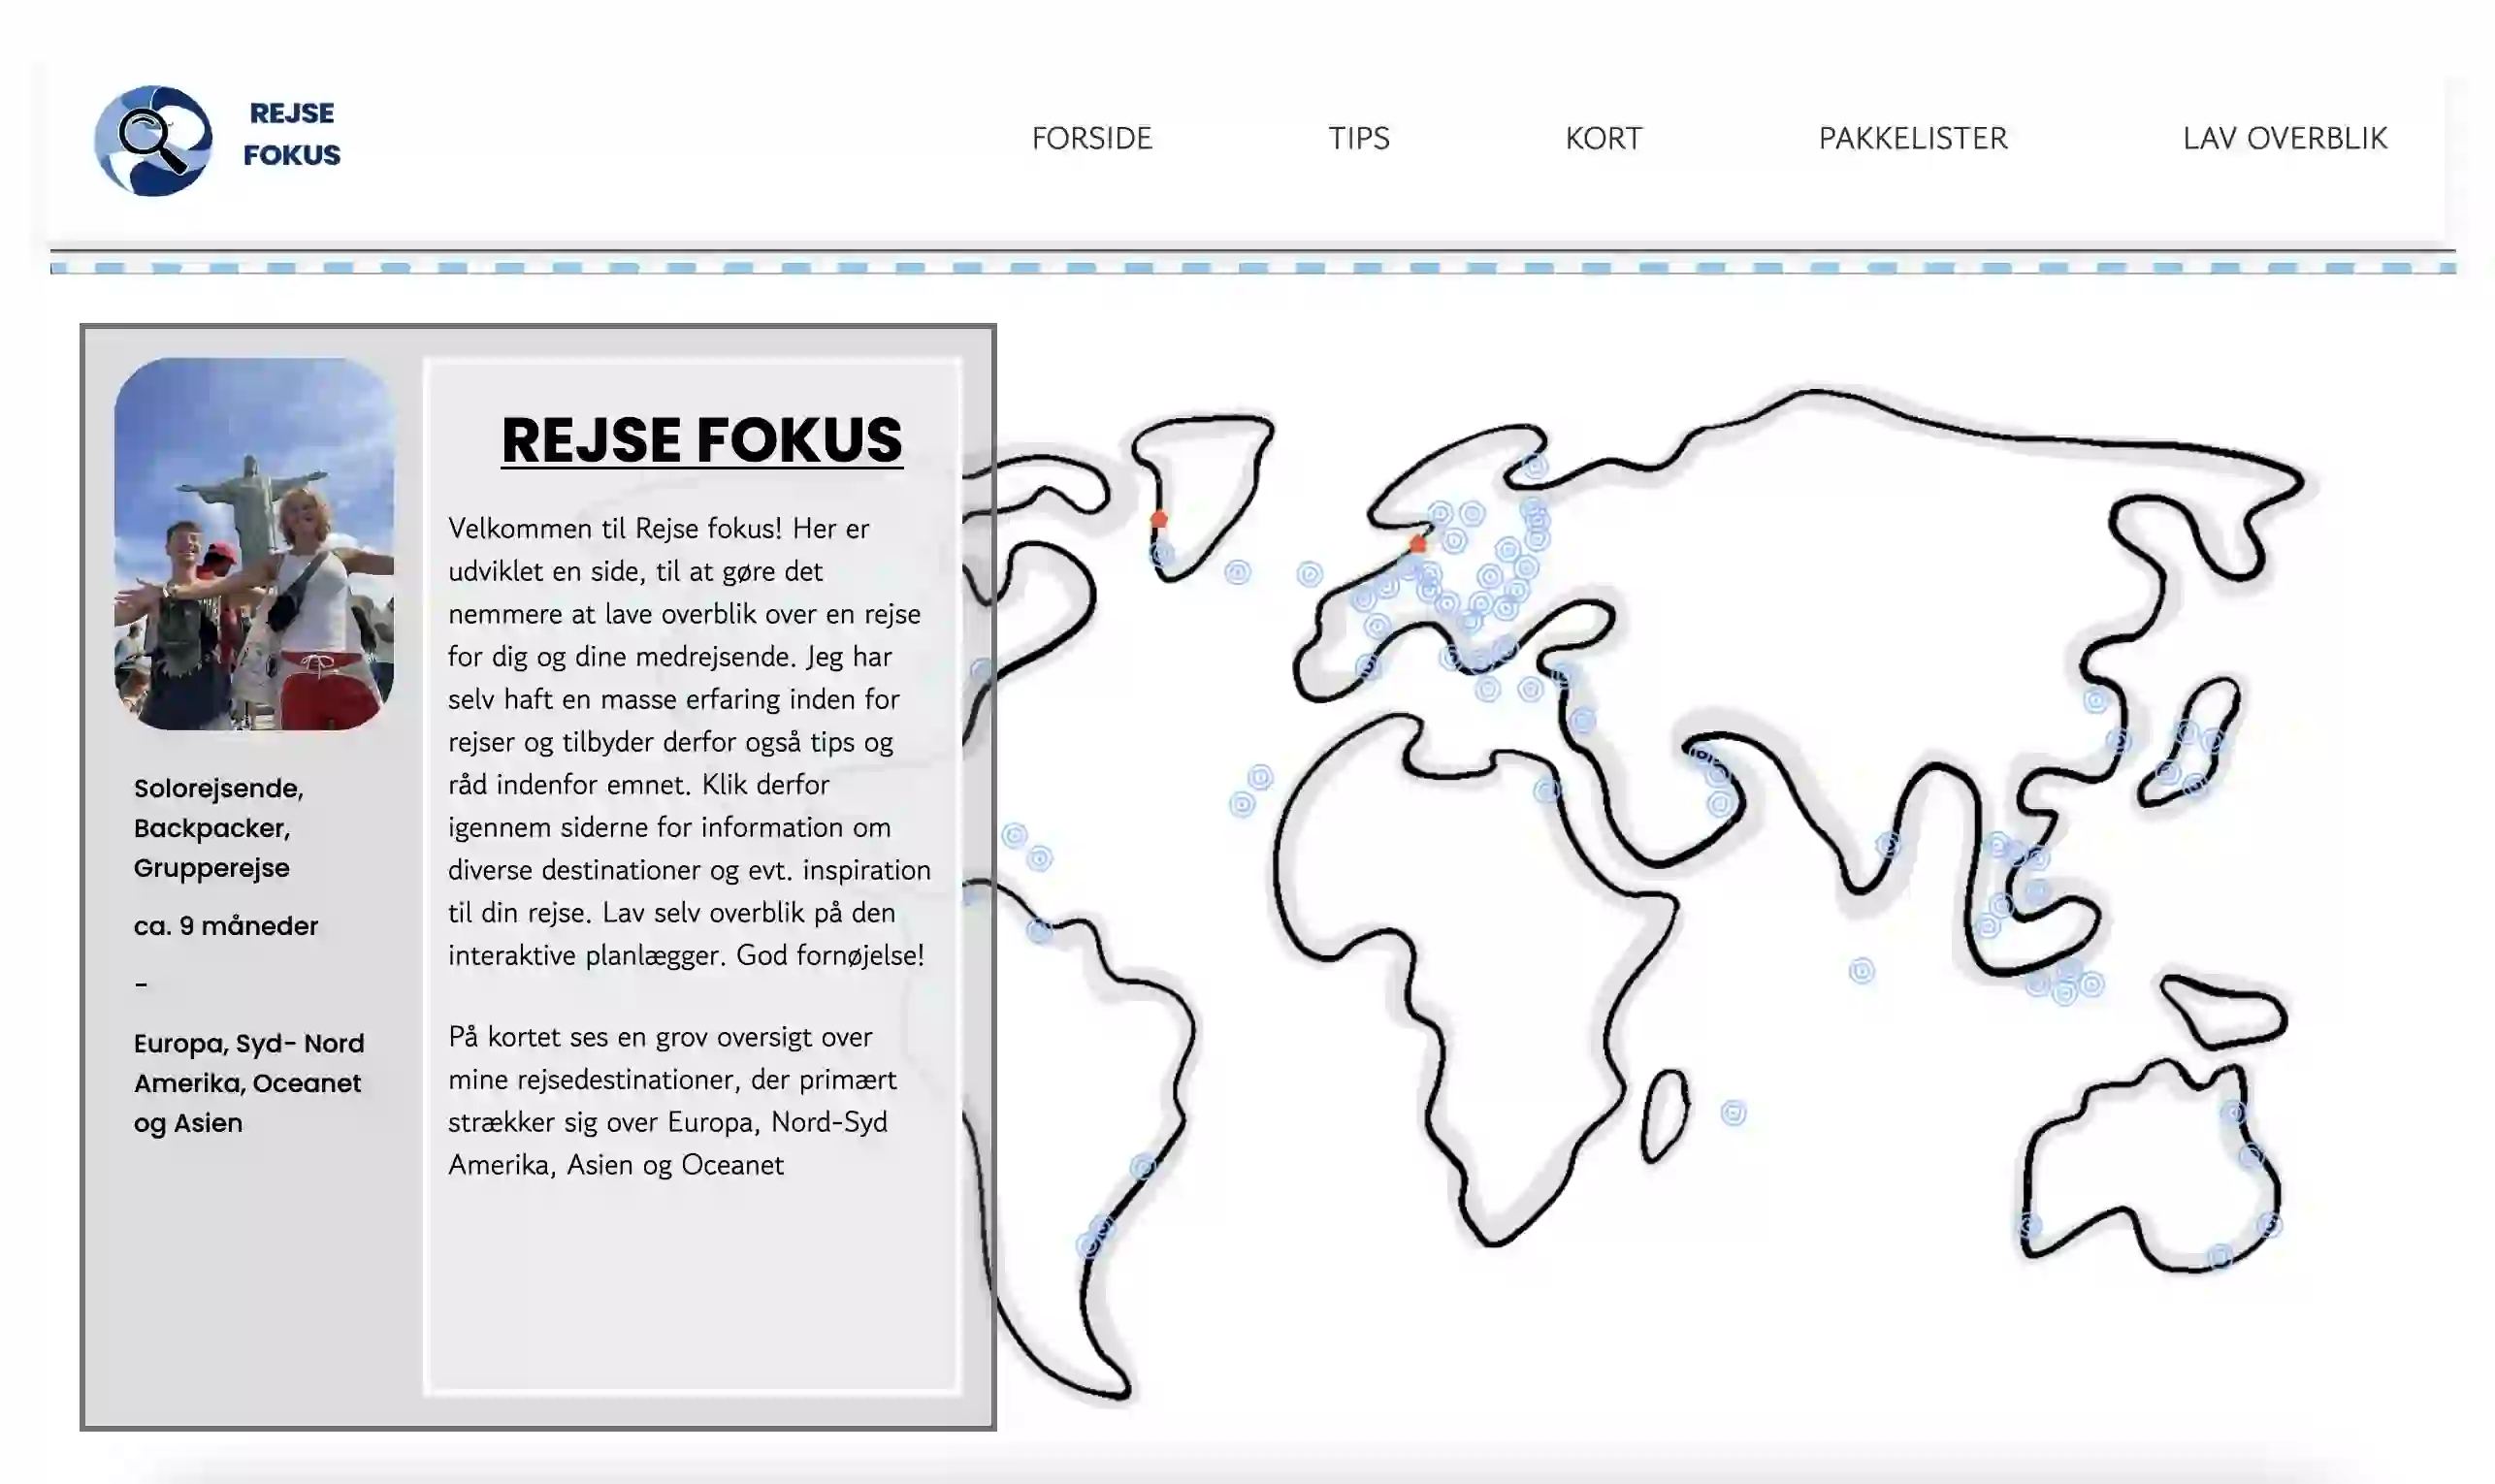 REJSE
FOKUS
FORSIDE
TIPS
KORT
PAKKELISTER
LAV OVERBLIK
Solorejsende,
Backpacker,
Grupperejse
ca. 9 måneder
-
Europa, Syd- Nord
Amerika, Oceanet
og Asien
REJSE FOKUS
Velkommen til Rejse fokus! Her er
udviklet en side, til at gøre det
nemmere at lave overblik over en rejse
for dig og dine medrejsende. Jeg har
selv haft en masse erfaring inden for
rejser og tilbyder derfor også tips og
råd indenfor emnet. Klik derfor
igennem siderne for information om
diverse destinationer og evt. inspiration
til din rejse. Lav selv overblik på den
interaktive planlægger. God fornøjelse!
På kortet ses en grov oversigt over
mine rejsedestinationer, der primært
strækker sig over Europa, Nord-Syd
Amerika, Asien og Oceanet